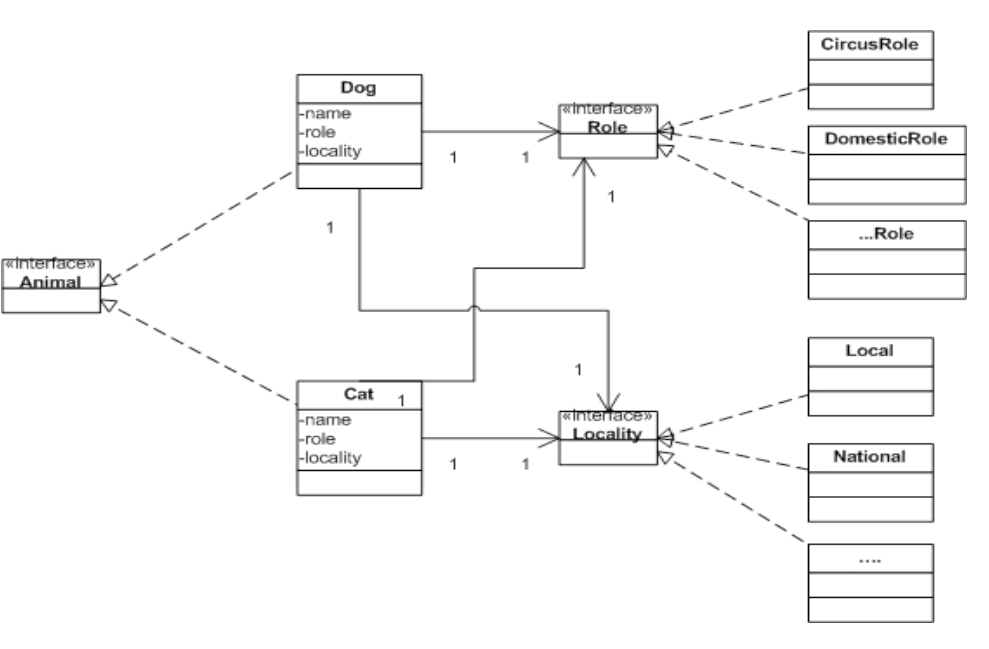 CircusRole
Dog
-name
-role
-locality
«interface»
Role
1
1
DomesticRole
1
1
...Role
«interface»
Animal
Local
1
Cat
1
-name
-role
-locality
«interface»
Locality
1
1
National
....